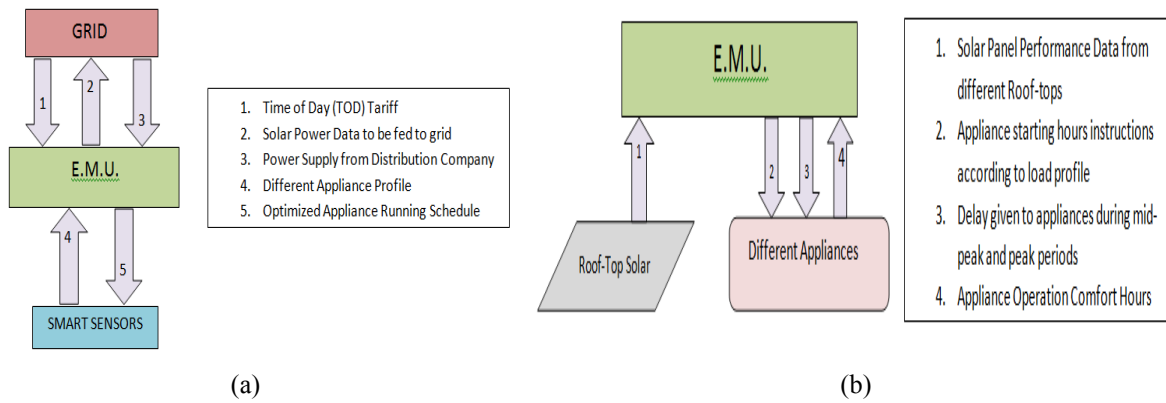 GRID
1
2
3
E.M.U.
4
5
SMART SENSORS
1. Time of Day (TOD) Tariff
2. Solar Power Data to be fed to grid
3. Power Supply from Distribution Company
4. Different Appliance Profile
5. Optimized Appliance Running Schedule
(a)
E.M.U.
1
2
3
4
Roof-Top Solar
Different Appliances
1. Solar Panel Performance Data from
different Roof-tops
2. Appliance starting hours instructions
according to load profile
3. Delay given to appliances during mid-
peak and peak periods
4. Appliance Operation Comfort Hours
(b)